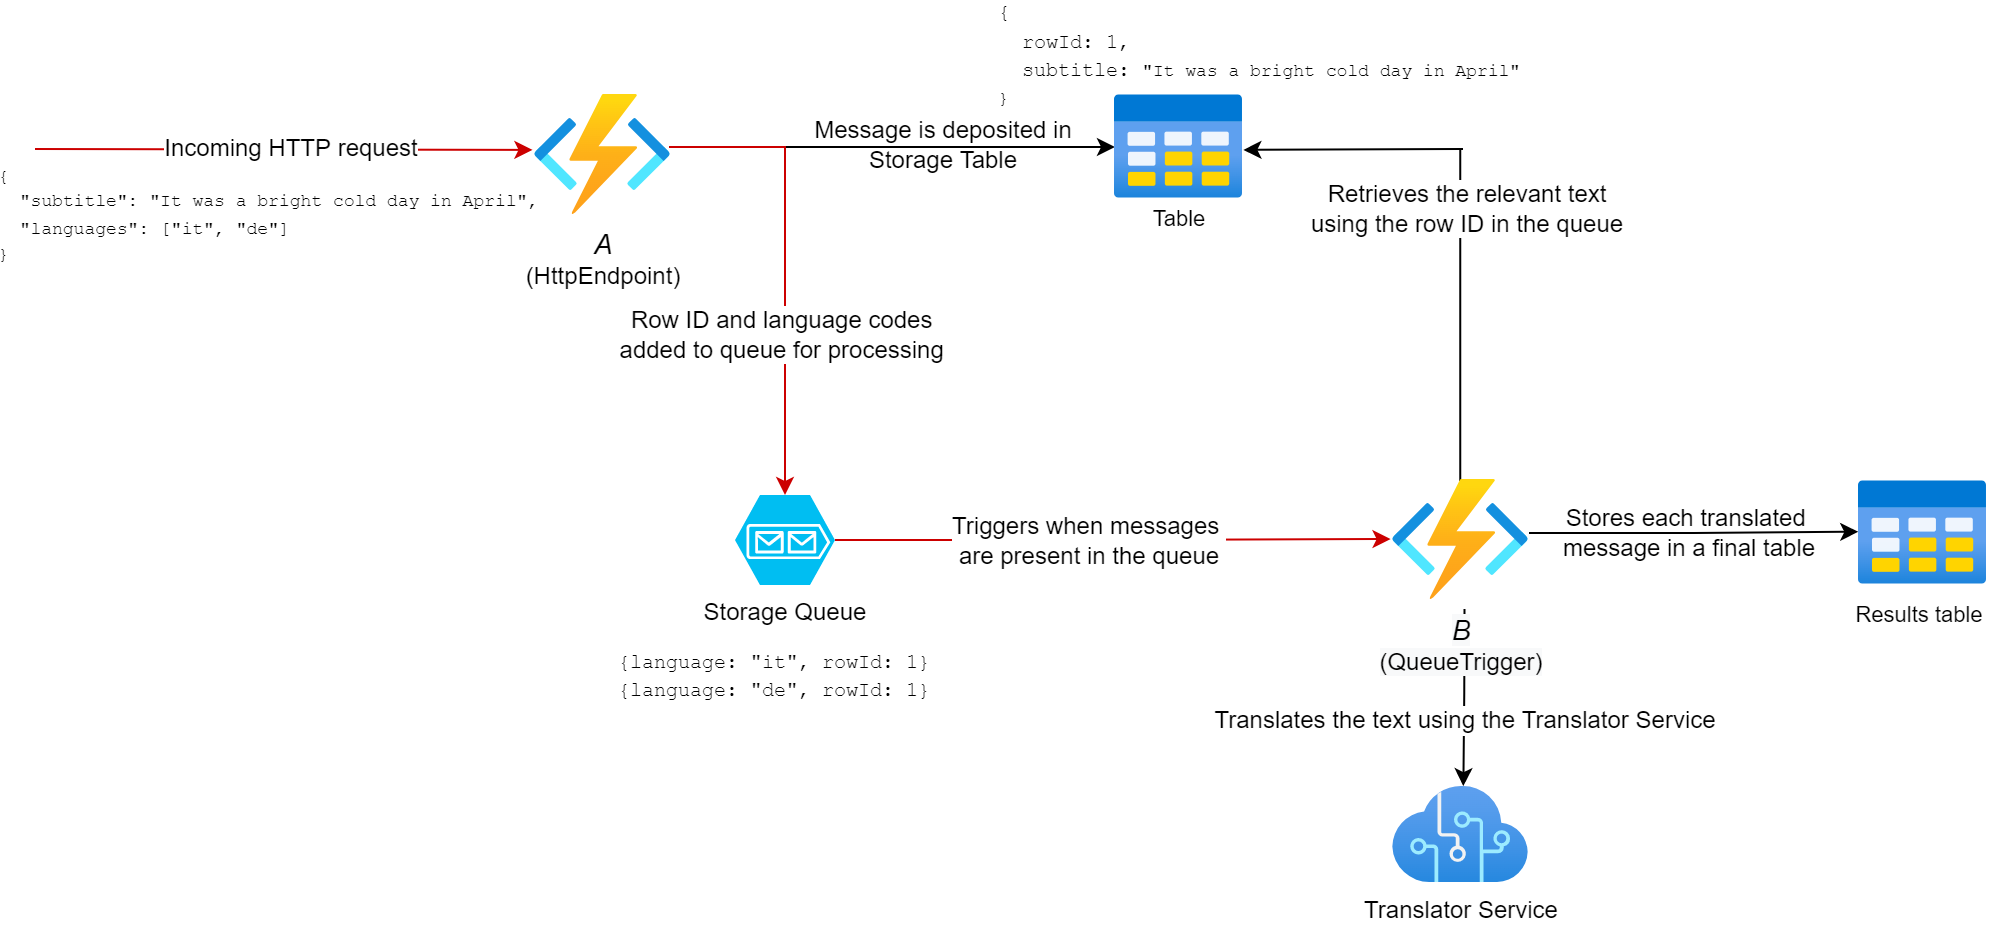 {
rowId: 1,
subtitle: "It was a bright cold day in April"
}
Incoming HTTP request
{
"subtitle": "It was a bright cold day in April",
"languages": ["it", "de"]
}
A
(HttpEndpoint)
Message is deposited in
Storage Table
Table
Retrieves the relevant text
using the row ID in the queue
Row ID and language codes
added to queue for processing
Storage Queue
{language: "it", rowId: 1}
{language: "de", rowId: 1}
Triggers when messages
are present in the queue
B
(QueueTrigger)
Stores each translated
message in a final table
Results table
Translates the text using the Translator Service
Translator Service